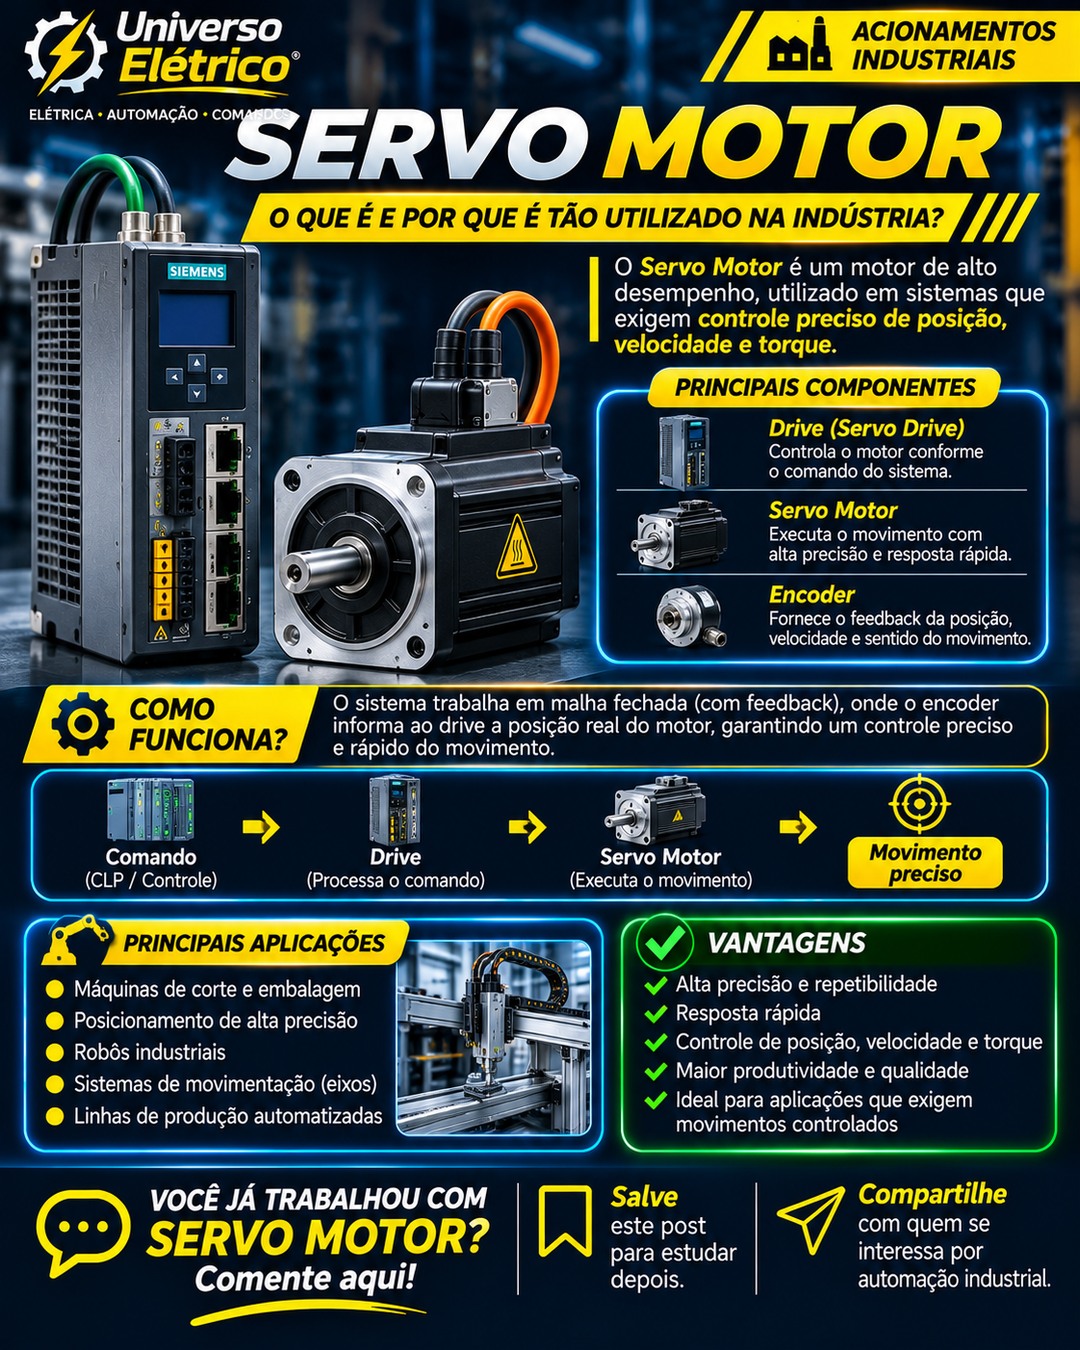 Universo
Elétrico®
ELÉTRICA • AUTOMAÇÃO • COMANDOS
ACIONAMENTOS
INDUSTRIAIS
SERVO MOTOR
O QUE É E POR QUE É TÃO UTILIZADO NA INDÚSTRIA?
SIEMENS
O Servo Motor é um motor de alto
desempenho, utilizado em sistemas que
exigem controle preciso de posição,
velocidade e torque.
PRINCIPAIS COMPONENTES
Drive (Servo Drive)
Controla o motor conforme
o comando do sistema.
Servo Motor
Executa o movimento com
alta precisão e resposta rápida.
Encoder
Fornece o feedback da posição,
velocidade e sentido do movimento.
COMO
FUNCIONA?
O sistema trabalha em malha fechada (com feedback), onde o encoder
informa ao drive a posição real do motor, garantindo um controle preciso
e rápido do movimento.
Comando
(CLP / Controle)
Drive
(Processa o comando)
Servo Motor
(Executa o movimento)
Movimento
preciso
PRINCIPAIS APLICAÇÕES
Máquinas de corte e embalagem
Posicionamento de alta precisão
Robôs industriais
Sistemas de movimentação (eixos)
Linhas de produção automatizadas
VANTAGENS
Alta precisão e repetibilidade
Resposta rápida
Controle de posição, velocidade e torque
Maior produtividade e qualidade
Ideal para aplicações que exigem
movimentos controlados
VOCÊ JÁ TRABALHOU COM
SERVO MOTOR?
Comente aqui!
Salve
este post
para estudar
depois.
Compartilhe
com quem se
interessa por
automação industrial.